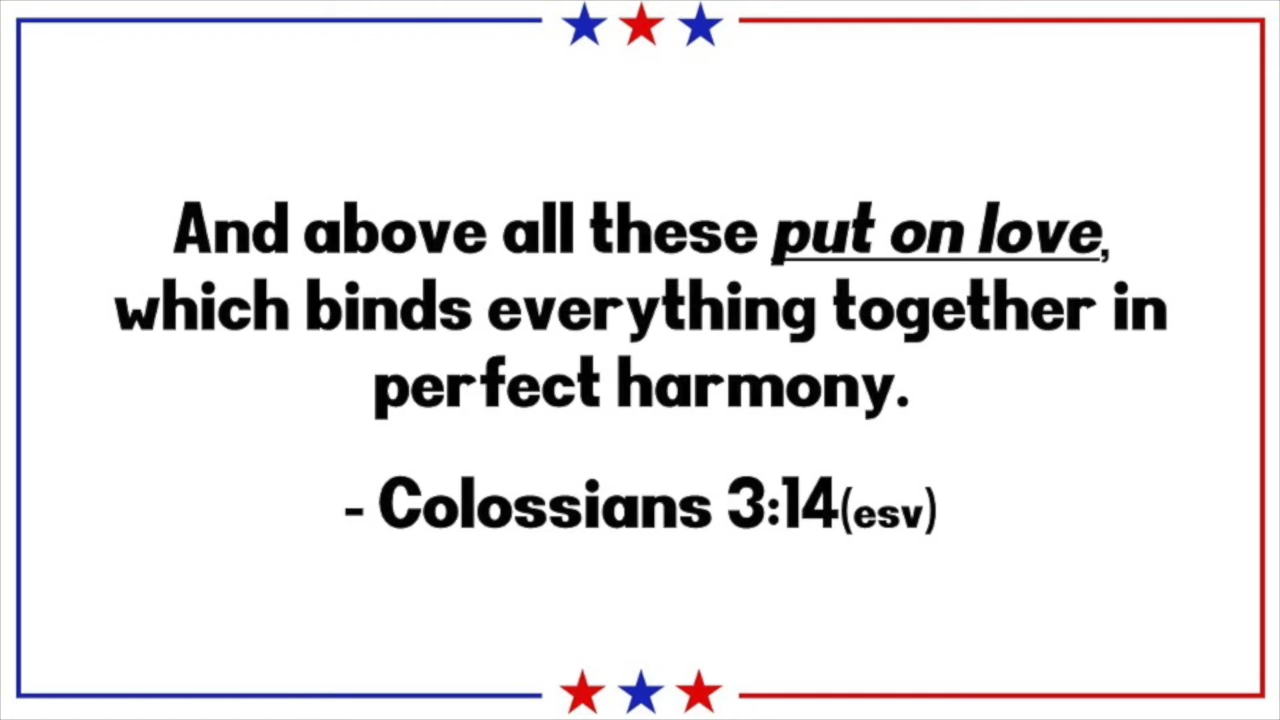 And above all these put on love,
which binds everything together in
perfect harmony.
- Colossians 3:14(esv)